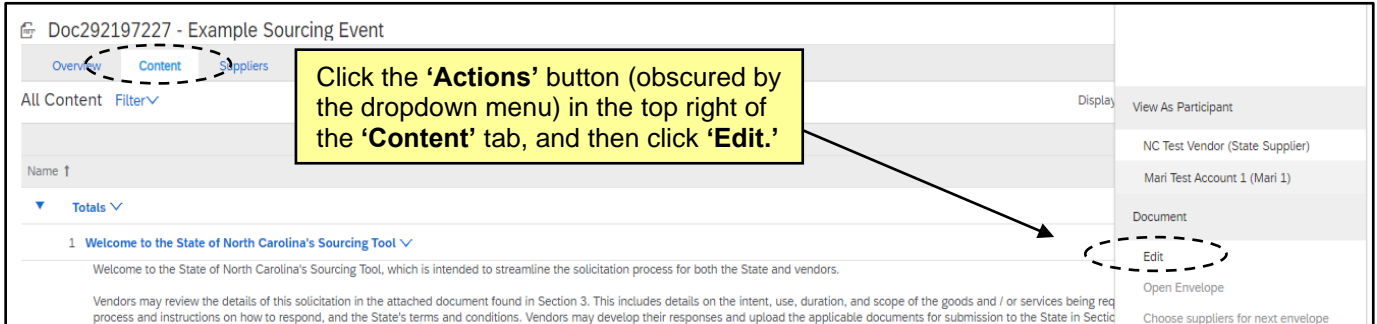 Doc292197227 - Example Sourcing Event
Overview Content Suppliers
Click the ‘Actions’ button (obscured by
the dropdown menu) in the top right of
the ‘Content’ tab, and then click ‘Edit.’
All Content Filter
Display
View As Participant
NC Test Vendor (State Supplier)
Name ↑
Mari Test Account 1 (Mari 1)
Totals
Document
1 Welcome to the State of North Carolina's Sourcing Tool
Edit
Welcome to the State of North Carolina's Sourcing Tool, which is intended to streamline the solicitation process for both the State and vendors.
Open Envelope
Vendors may review the details of this solicitation in the attached document found in Section 3. This includes details on the intent, use, duration, and scope of the goods and / or services being req
process and instructions on how to respond, and the State's terms and conditions. Vendors may develop their responses and upload the applicable documents for submission to the State in Sectio
Choose suppliers for next envelope